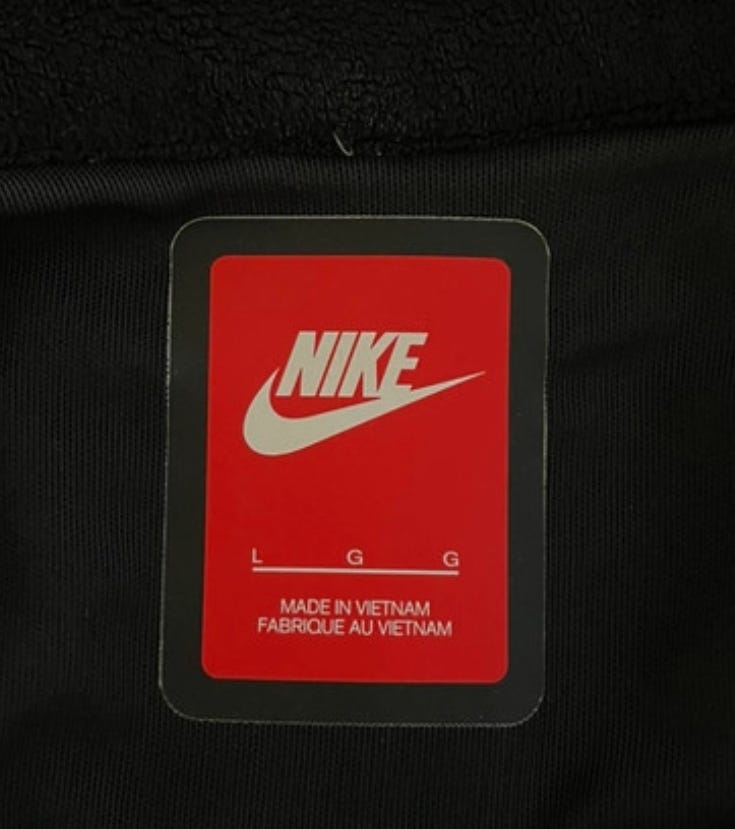 NIKE
L G G
MADE IN VIETNAM
FABRIQUE AU VIETNAM